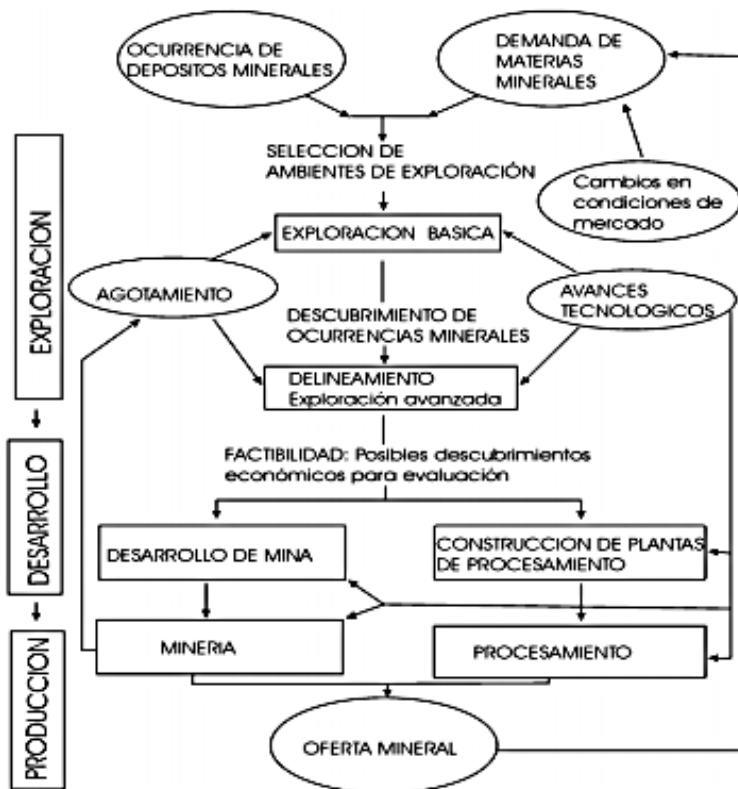 OCURRENCIA DE
DEPOSITOS MINERALES
DEMANDA DE
MATERIAS
MINERALES
SELECCION DE
AMBIENTES DE EXPLORACIÓN
Cambios en
condiciones de
mercado
EXPLORACION BASICA
AGOTAMIENTO
AVANCES
TECNOLOGICOS
DESCUBRIMIENTO DE
OCURRENCIAS MINERALES
DELINEAMIENTO
Exploración avanzada
FACTIBILIDAD: Posibles descubrimientos
económicos para evaluación
DESARROLLO DE MINA
CONSTRUCCION DE PLANTAS
DE PROCESAMIENTO
MINERIA
PROCESAMIENTO
OFERTA MINERAL
EXPLORACION
DESARROLLO
PRODUCCION